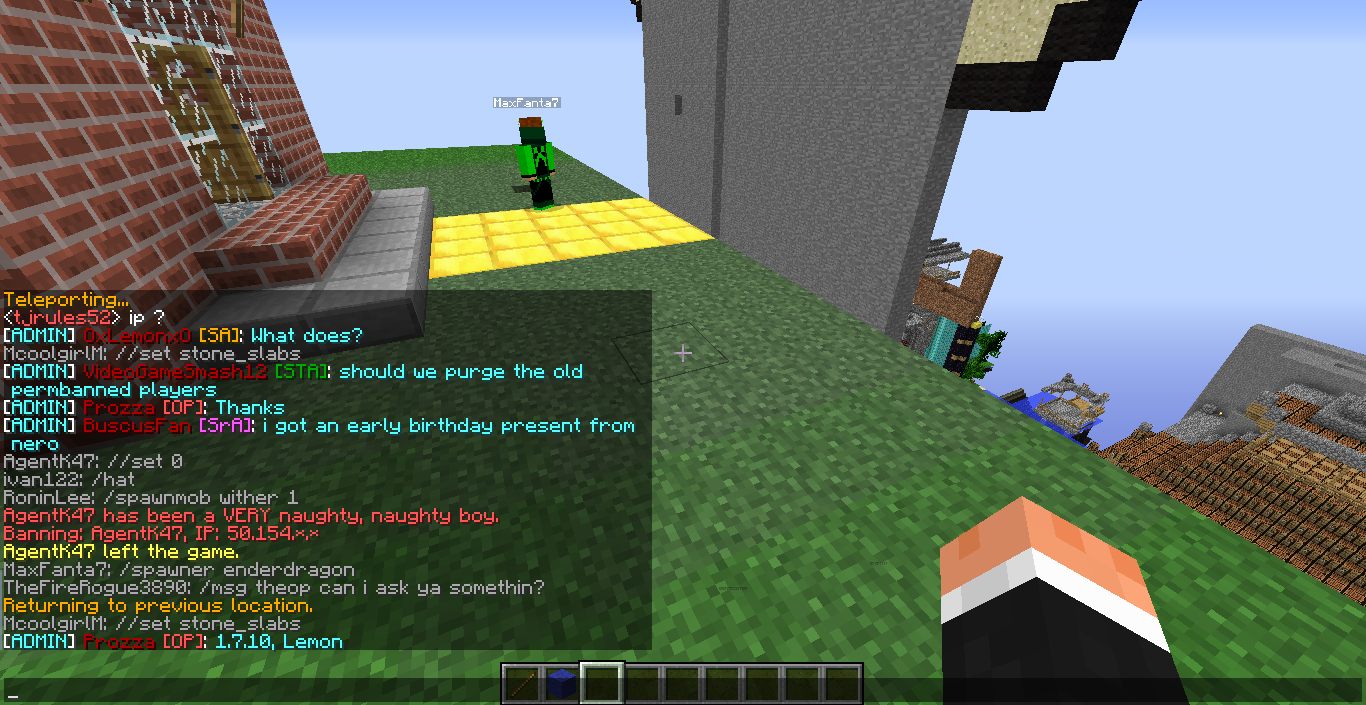 MaxFanta7
Teleporting...
<tjrules52> ip ?
[ADMIN] OxLemonxO [SA]: What does?
McoolgirlM: //set stone_slabs
[ADMIN] VideoGameSmash12 [STA]: should we purge the old
permbanned players
[ADMIN] Prozza [OP]: Thanks
[ADMIN] BuscusFan [SrA]: i got an early birthday present from
nero
AgentK47: //set 0
ivan122: /hat
RoninLee: /spawnmob wither 1
AgentK47 has been a VERY naughty, naughty boy.
Banning: AgentK47, IP: 50.154.*.*
AgentK47 left the game.
MaxFanta7: /spawner enderdragon
TheFireRogue3890: /msg theop can i ask ya somethin?
Returning to previous location.
McoolgirlM: //set stone_slabs
[ADMIN] Prozza [OP]: 1.7.10, Lemon
_